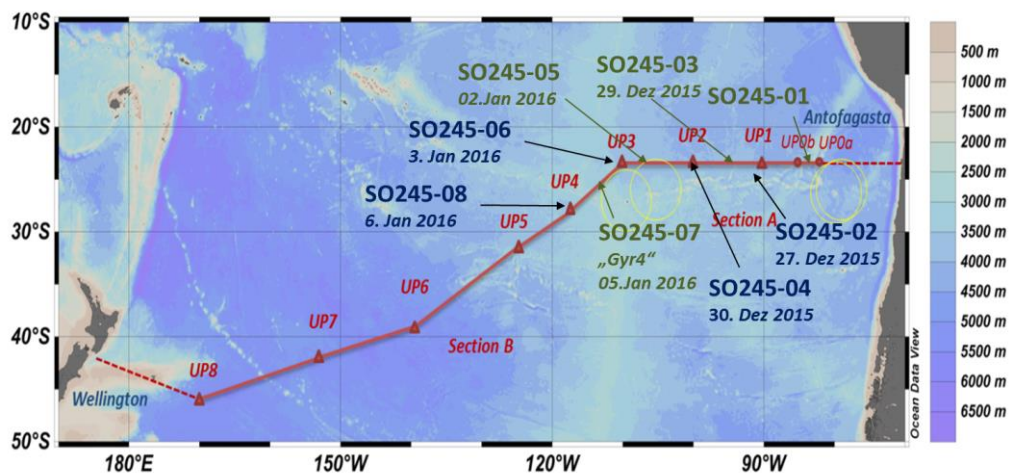 10°S
20°S
30°S
40°S
50°S
180°E
150°W
120°W
90°W
SO245-05
02.Jan 2016
SO245-03
29. Dez 2015
SO245-01
Antofagasta
SO245-06
3. Jan 2016
UP3
UP2
UP1
UP0b
UP0a
SO245-08
6. Jan 2016
UP4
UP5
Section A
SO245-07
„Gyr4“
05.Jan 2016
SO245-02
27. Dez 2015
SO245-04
30. Dez 2015
UP6
UP7
Section B
UP8
Wellington
Ocean Data View
500 m
1000 m
1500 m
2000 m
2500 m
3000 m
3500 m
4000 m
4500 m
5000 m
5500 m
6000 m
6500 m